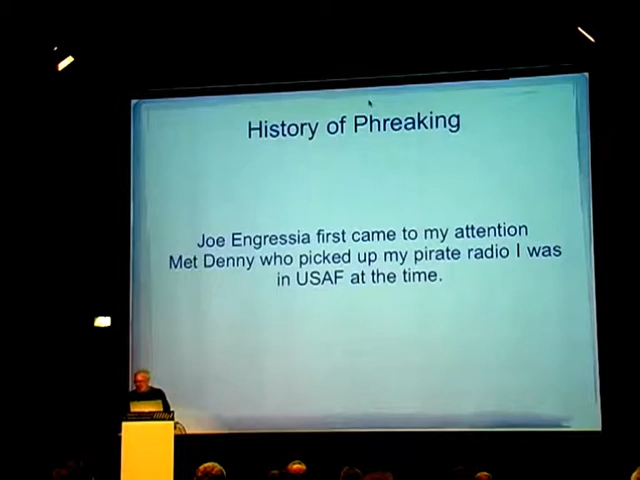 History of Phreaking
Joe Engressia first came to my attention
Met Denny who picked up my pirate radio I was
in USAF at the time.